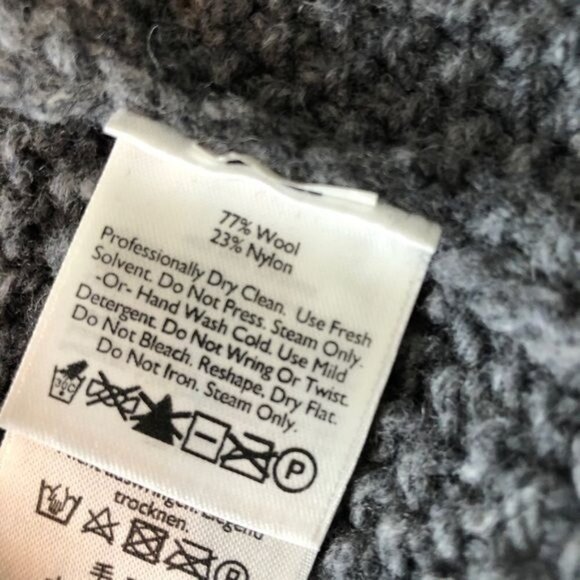 77% Wool
23% Nylon
Professionally Dry Clean. Use Fresh
Solvent. Do Not Press. Steam Only.
-Or- Hand Wash Cold. Use Mild
Detergent. Do Not Wring Or Twist.
Do Not Bleach. Reshape, Dry Flat.
Do Not Iron. Steam Only.
30C
P
trocknen.
P
毛